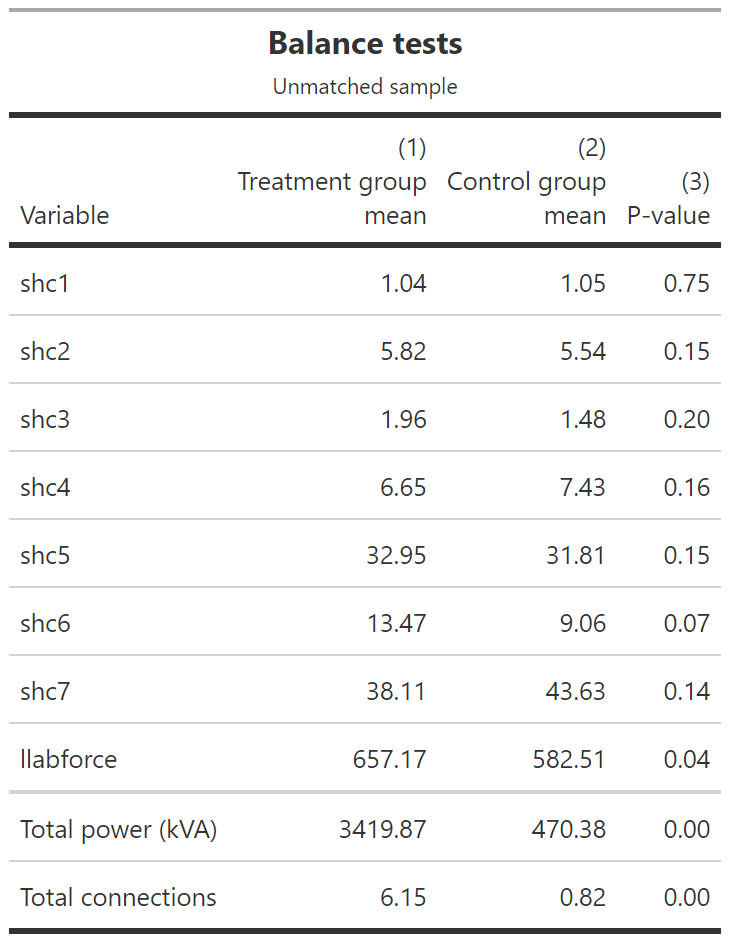 Balance tests
Unmatched sample
(1) (2)
Treatment group Control group (3)
Variable mean mean P-value
shc1 1.04 1.05 0.75
shc2 5.82 5.54 0.15
shc3 1.96 1.48 0.20
shc4 6.65 7.43 0.16
shc5 32.95 31.81 0.15
shc6 13.47 9.06 0.07
shc7 38.11 43.63 0.14
llabforce 657.17 582.51 0.04
Total power (kVA) 3419.87 470.38 0.00
Total connections 6.15 0.82 0.00